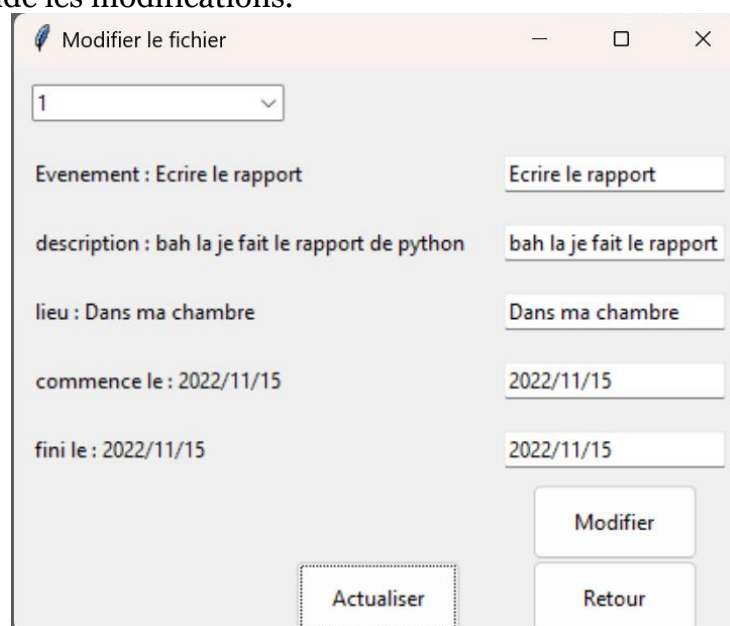 les modifications.
Modifier le fichier
1
Evenement : Ecrire le rapport Ecrire le rapport
description : bah la je fait le rapport de python bah la je fait le rapport
lieu : Dans ma chambre Dans ma chambre
commence le : 2022/11/15 2022/11/15
fini le : 2022/11/15 2022/11/15
Modifier
Actualiser Retour